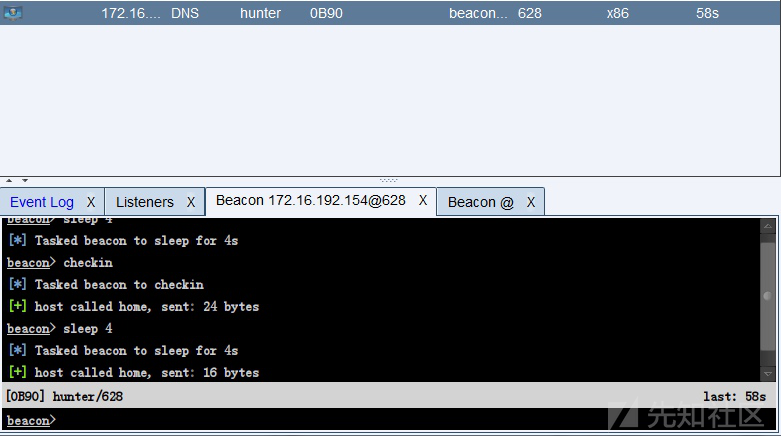 172.16.... DNS hunter 0B90 beacon... 628 x86 58s
Event Log X Listeners X Beacon 172.16.192.154@628 X Beacon @ X
beacon> sleep 4
[*] Tasked beacon to sleep for 4s
beacon> checkin
[*] Tasked beacon to checkin
[+] host called home, sent: 24 bytes
beacon> sleep 4
[*] Tasked beacon to sleep for 4s
[+] host called home, sent: 16 bytes
[0B90] hunter/628 last: 58s
beacon>
先知社区